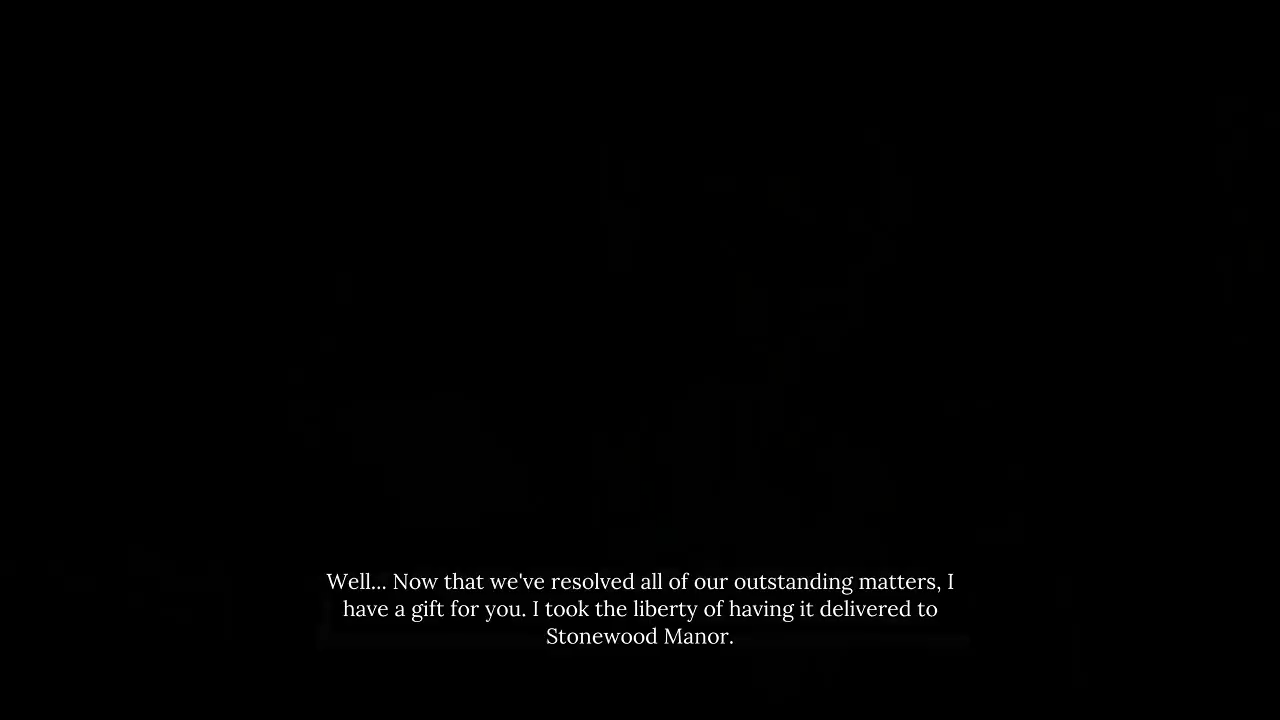 Well... Now that we've resolved all of our outstanding matters, I
have a gift for you. I took the liberty of having it delivered to
Stonewood Manor.